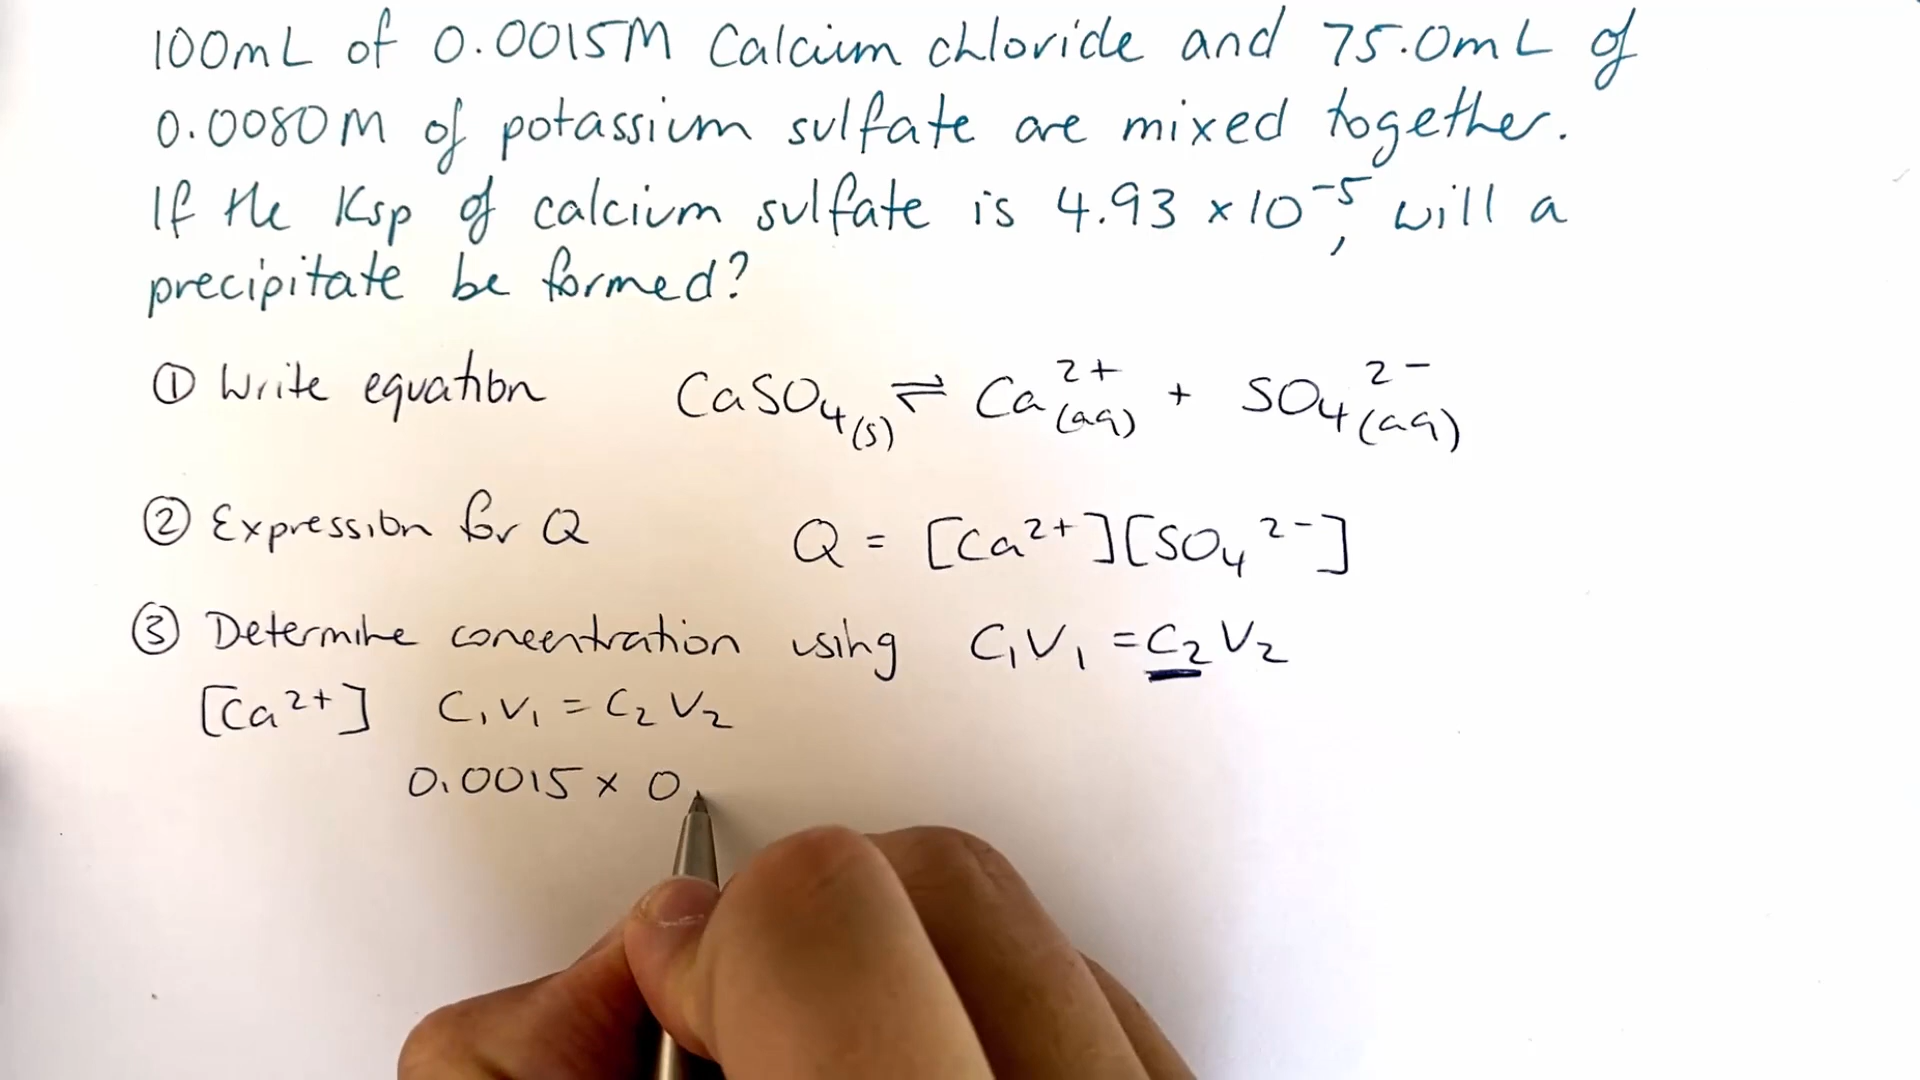 100mL of 0.0015M Calcium chloride and 75.0mL of
0.0080M of potassium sulfate are mixed together.
If the Ksp of calcium sulfate is 4.93 ×10⁻⁵, will a
precipitate be formed?
① Write equation CaSO₄(s) ⇌ Ca²⁺(aq) + SO₄²⁻(aq)
② Expression for Q Q = [Ca²⁺][SO₄²⁻]
③ Determine concentration using C₁V₁ = C₂V₂
[Ca²⁺] C₁V₁ = C₂V₂
0.0015 × 0.